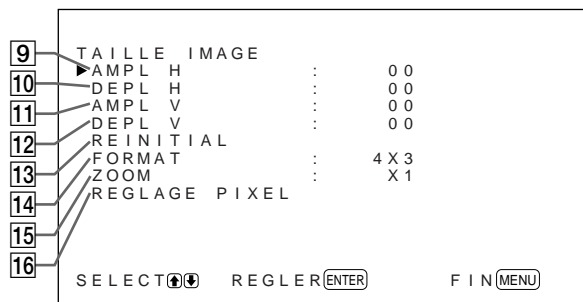 TAILLE IMAGE
9 ▶AMPL H : 00
10 DEPL H : 00
11 AMPL V : 00
12 DEPL V : 00
13 REINITIAL
14 FORMAT : 4X3
15 ZOOM : X1
16 REGLAGE PIXEL
SELECT⬆⬇ REGLER ENTER FIN MENU